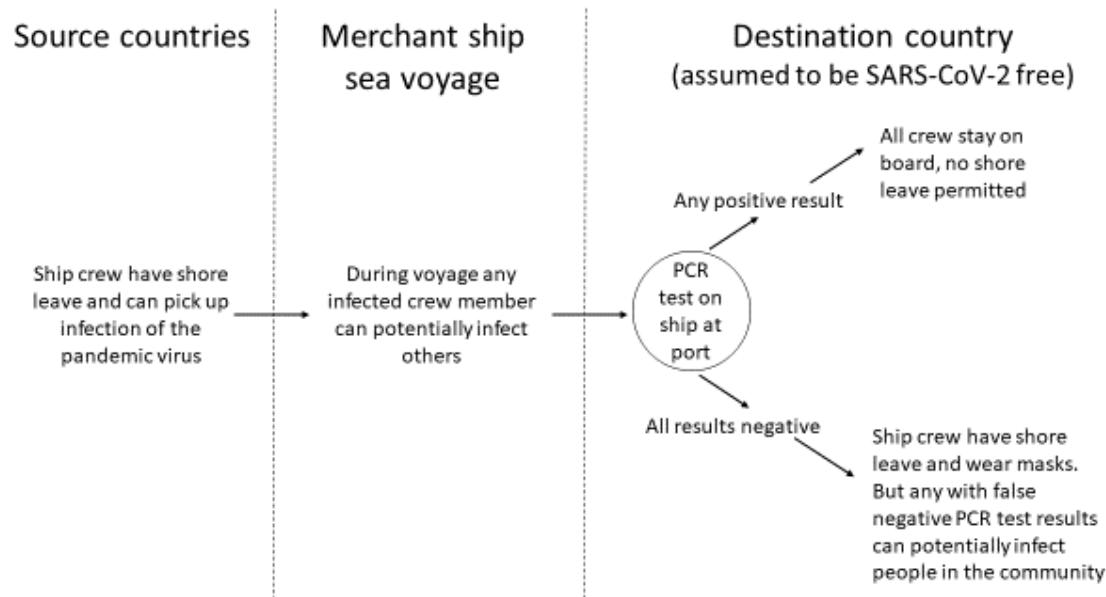 Source countries
Merchant ship
sea voyage
Destination country
(assumed to be SARS-CoV-2 free)
Ship crew have shore
leave and can pick up
infection of the
pandemic virus
During voyage any
infected crew member
can potentially infect
others
PCR
test on
ship at
port
Any positive result
All crew stay on
board, no shore
leave permitted
All results negative
Ship crew have shore
leave and wear masks.
But any with false
negative PCR test results
can potentially infect
people in the community